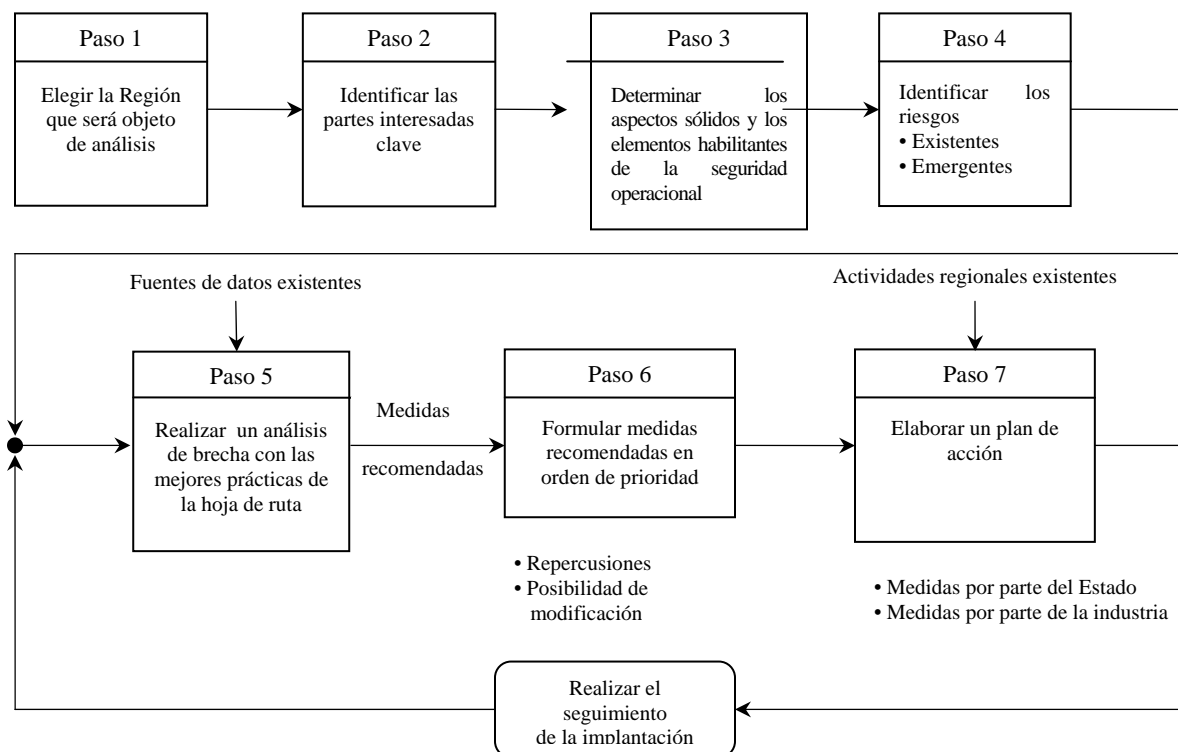 Paso 1
Elegir la Región
que será objeto
de análisis
Paso 2
Identificar las
partes interesadas
clave
Paso 3
Determinar los
aspectos sólidos y los
elementos habilitantes
de la seguridad
operacional
Paso 4
Identificar los
riesgos
• Existentes
• Emergentes
Fuentes de datos existentes
Paso 5
Realizar un análisis
de brecha con las
mejores prácticas de
la hoja de ruta
Medidas
recomendadas
Paso 6
Formular medidas
recomendadas en
orden de prioridad
• Repercusiones
• Posibilidad de
modificación
Actividades regionales existentes
Paso 7
Elaborar un plan de
acción
• Medidas por parte del Estado
• Medidas por parte de la industria
Realizar el
seguimiento
de la implantación